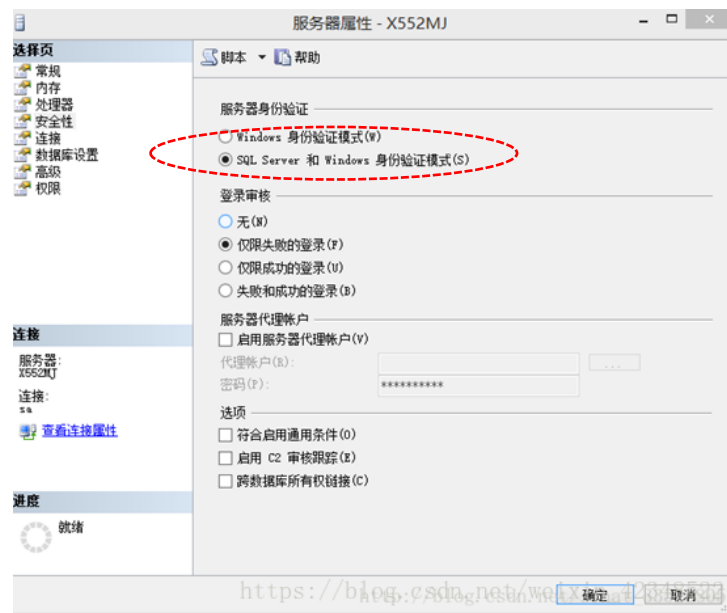 服务器属性 - X552MJ
选择页
常规
内存
处理器
安全性
连接
数据库设置
高级
权限
脚本
帮助
服务器身份验证
Windows 身份验证模式(W)
SQL Server 和 Windows 身份验证模式(S)
登录审核
无(N)
仅限失败的登录(F)
仅限成功的登录(U)
失败和成功的登录(B)
服务器代理帐户
启用服务器代理帐户(V)
代理帐户(R):
...
密码(P):
**********
选项
符合启用通用条件(O)
启用 C2 审核跟踪(E)
跨数据库所有权链接(C)
连接
服务器:
X552MJ
连接:
sa
查看连接属性
进度
就绪
确定
取消
https://blog.csdn.net/